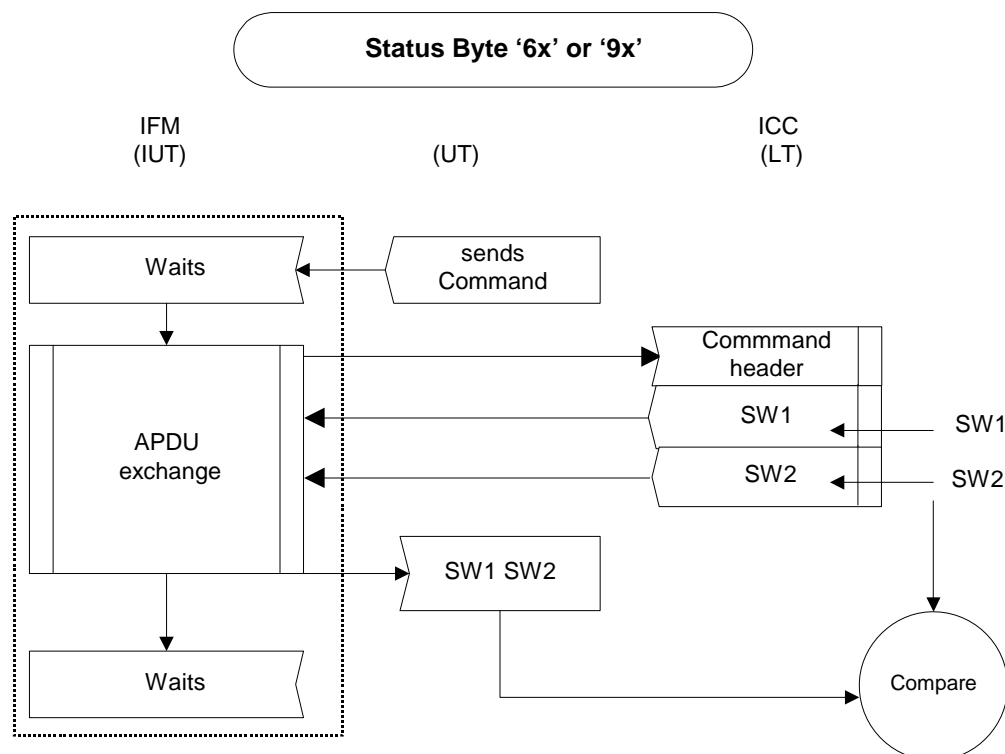 Status Byte ‘6x’ or ‘9x’
IFM
(IUT)
(UT)
ICC
(LT)
Waits
sends
Command
Commmand
header
SW1
SW1
APDU
exchange
SW2
SW2
SW1 SW2
Waits
Compare